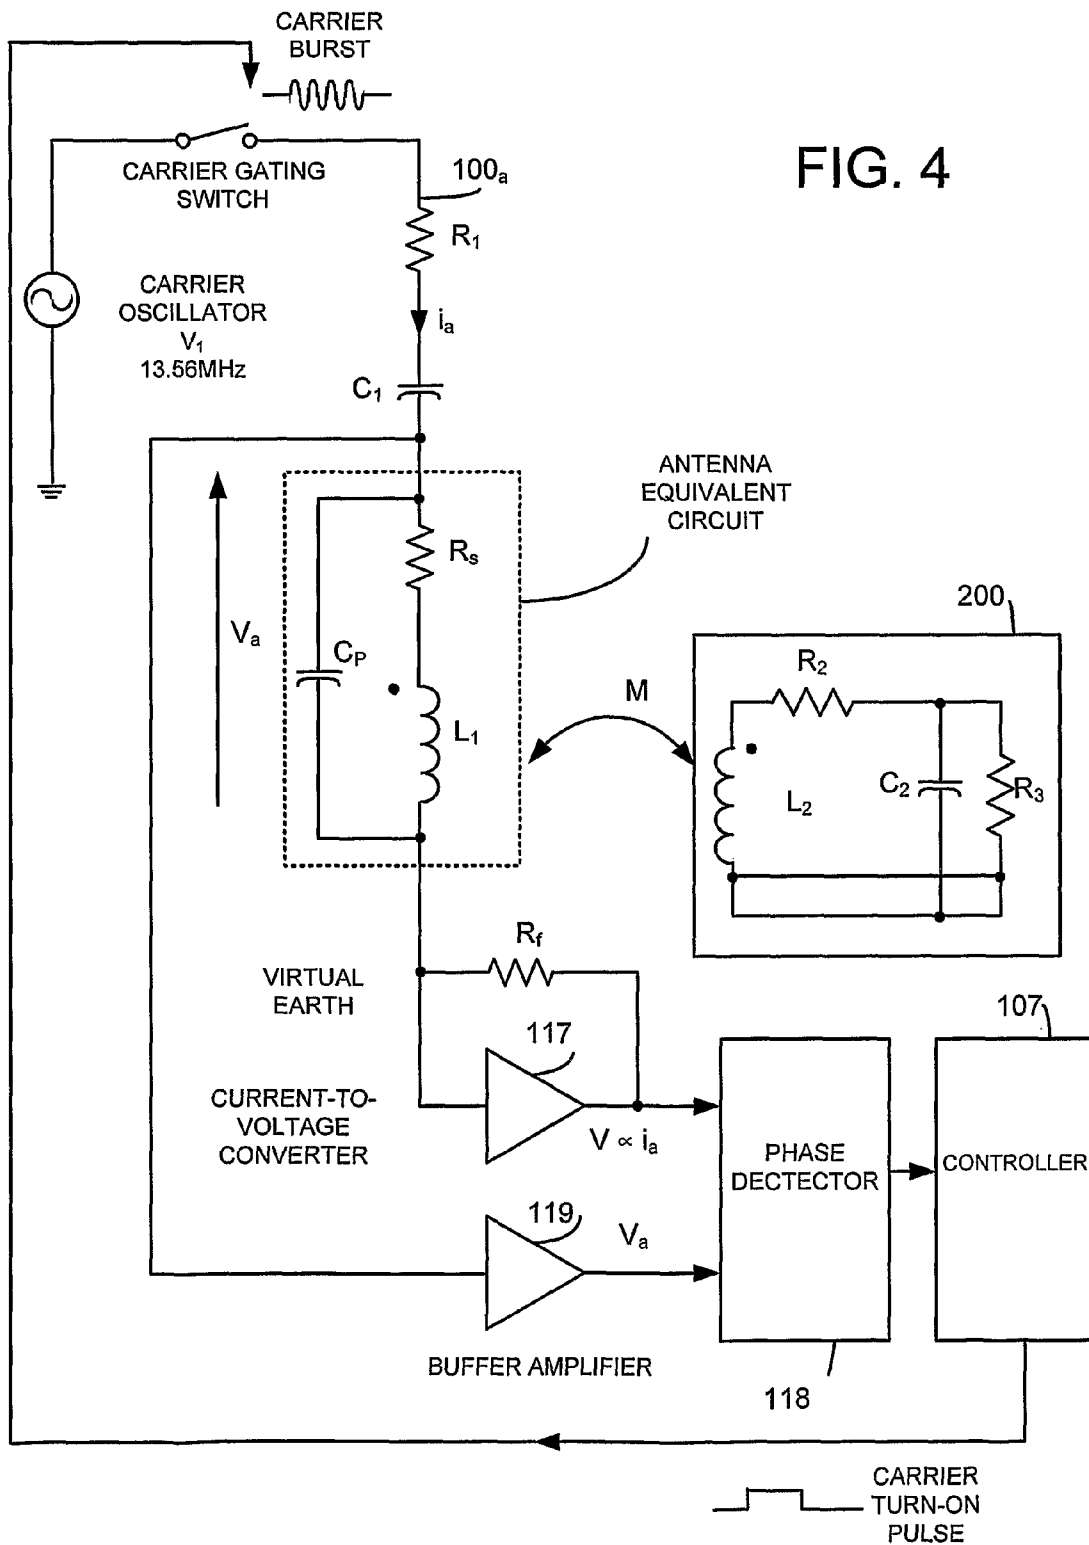 CARRIER
BURST
CARRIER GATING
SWITCH
100a
FIG. 4
R1
CARRIER
OSCILLATOR
V1
13.56MHz
ia
C1
ANTENNA
EQUIVALENT
CIRCUIT
Rs
Va
CP
L1
M
200
R2
L2
C2
R3
Rf
VIRTUAL
EARTH
117
107
CURRENT-TO-
VOLTAGE
CONVERTER
V ∝ ia
PHASE
DECTECTOR
CONTROLLER
119
Va
BUFFER AMPLIFIER
118
CARRIER
TURN-ON
PULSE